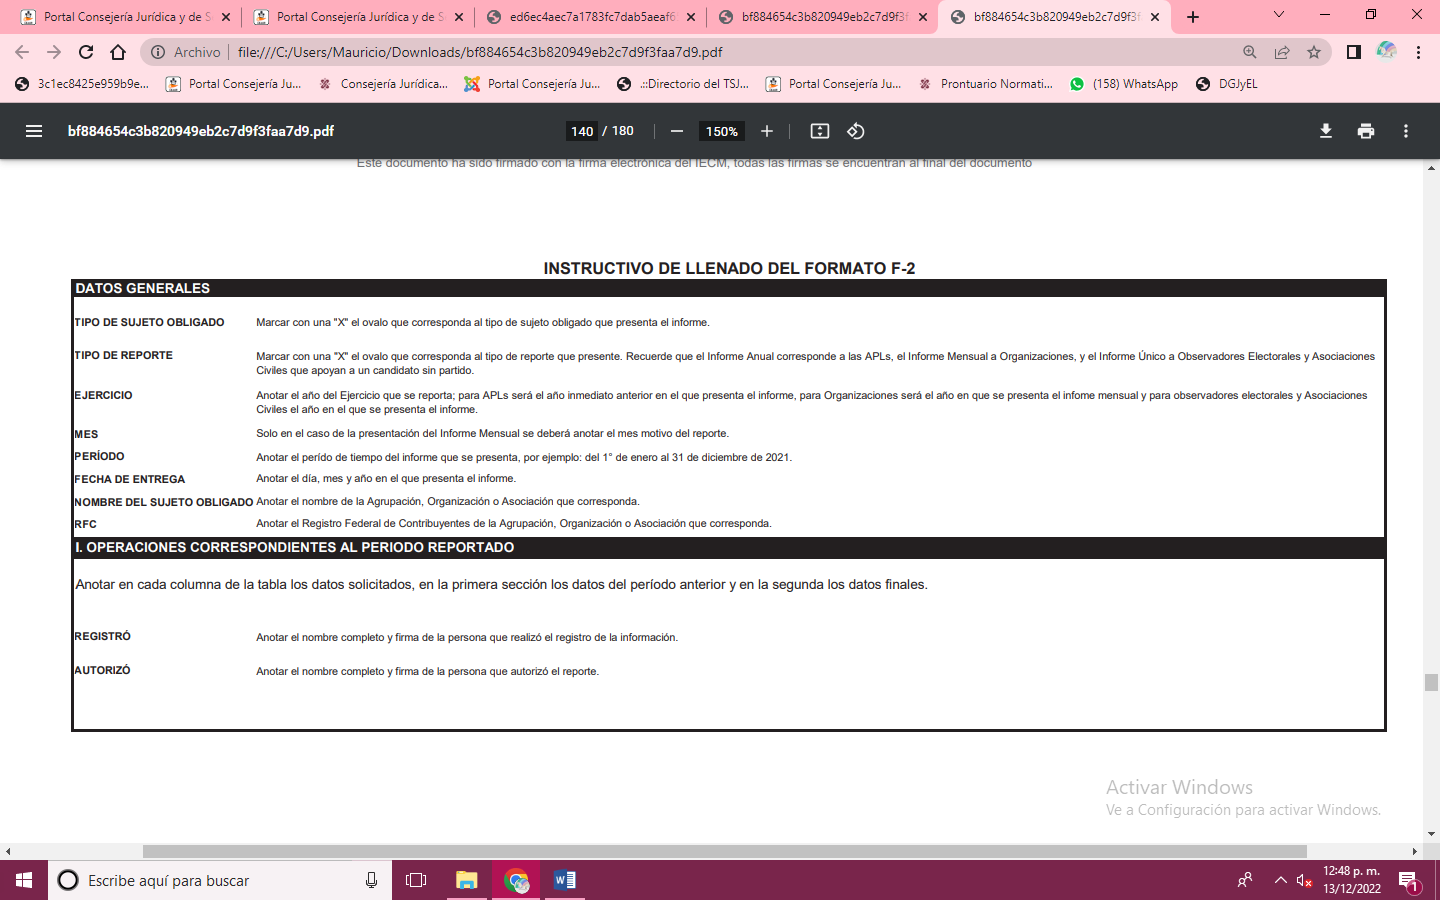 Portal Consejería Jurídica y de S
Portal Consejería Jurídica y de S
ed6ec4aec7a1783fc7dab5aeaf6
bf884654c3b820949eb2c7d9f3f
bf884654c3b820949eb2c7d9f3f
Archivo file:///C:/Users/Mauricio/Downloads/bf884654c3b820949eb2c7d9f3faa7d9.pdf
3c1ec8425e959b9e... Portal Consejería Ju... Consejería Jurídica... Portal Consejería Ju... .::Directorio del TSJ... Portal Consejería Ju... Prontuario Normati... (158) WhatsApp DGJyEL
bf884654c3b820949eb2c7d9f3faa7d9.pdf 140 / 180 150%
Este documento ha sido firmado con la firma electrónica del IECM, todas las firmas se encuentran al final del documento
INSTRUCTIVO DE LLENADO DEL FORMATO F-2
DATOS GENERALES
TIPO DE SUJETO OBLIGADO Marcar con una "X" el ovalo que corresponda al tipo de sujeto obligado que presenta el informe.
TIPO DE REPORTE Marcar con una "X" el ovalo que corresponda al tipo de reporte que presente. Recuerde que el Informe Anual corresponde a las APLs, el Informe Mensual a Organizaciones, y el Informe Único a Observadores Electorales y Asociaciones
Civiles que apoyan a un candidato sin partido.
EJERCICIO Anotar el año del Ejercicio que se reporta; para APLs será el año inmediato anterior en el que presenta el informe, para Organizaciones será el año en que se presenta el infome mensual y para observadores electorales y Asociaciones
Civiles el año en el que se presenta el informe.
MES Solo en el caso de la presentación del Informe Mensual se deberá anotar el mes motivo del reporte.
PERÍODO Anotar el perído de tiempo del informe que se presenta, por ejemplo: del 1° de enero al 31 de diciembre de 2021.
FECHA DE ENTREGA Anotar el día, mes y año en el que presenta el informe.
NOMBRE DEL SUJETO OBLIGADO Anotar el nombre de la Agrupación, Organización o Asociación que corresponda.
RFC Anotar el Registro Federal de Contribuyentes de la Agrupación, Organización o Asociación que corresponda.
I. OPERACIONES CORRESPONDIENTES AL PERIODO REPORTADO
Anotar en cada columna de la tabla los datos solicitados, en la primera sección los datos del período anterior y en la segunda los datos finales.
REGISTRÓ Anotar el nombre completo y firma de la persona que realizó el registro de la información.
AUTORIZÓ Anotar el nombre completo y firma de la persona que autorizó el reporte.
Activar Windows
Ve a Configuración para activar Windows.
Escribe aquí para buscar
12:48 p. m.
13/12/2022
1